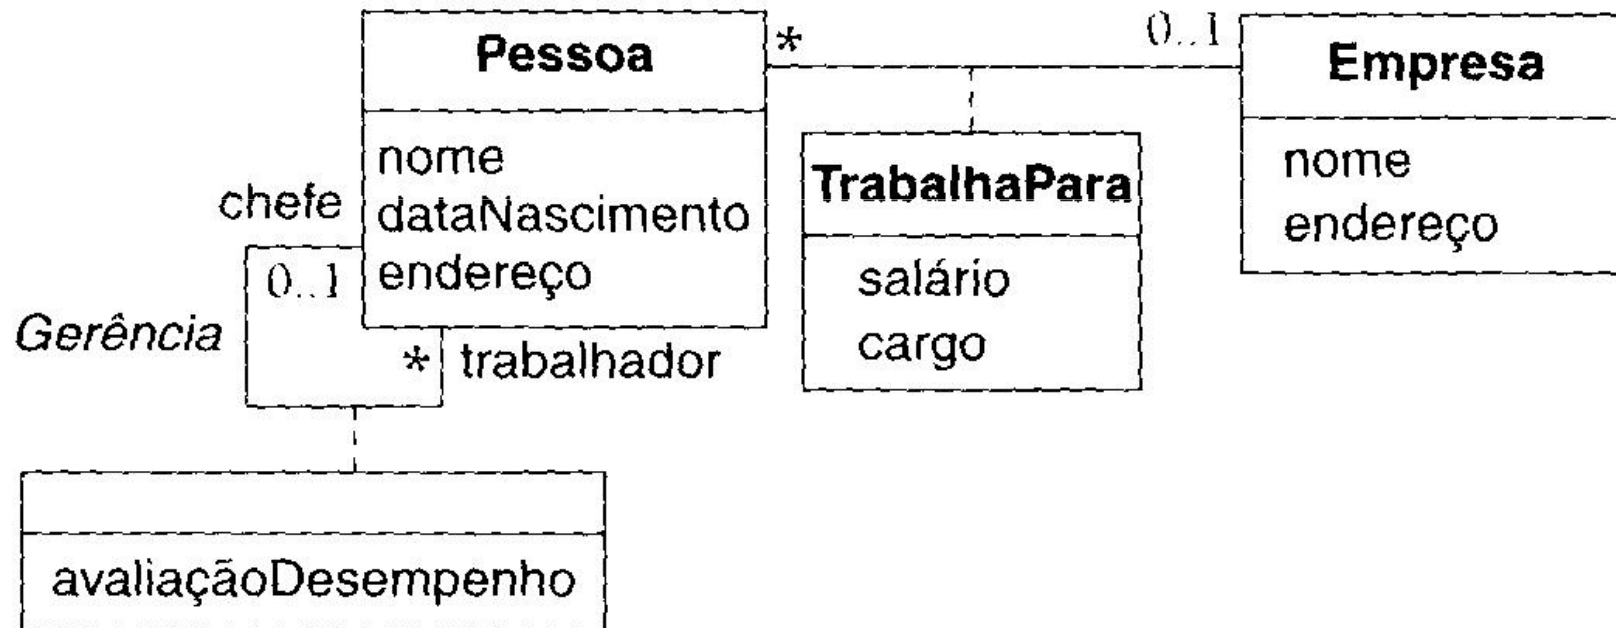 Pessoa
nome
dataNascimento
endereço
*
0..1
Empresa
nome
endereço
TrabalhaPara
salário
cargo
chefe
0..1
Gerência
* trabalhador
avaliaçãoDesempenho